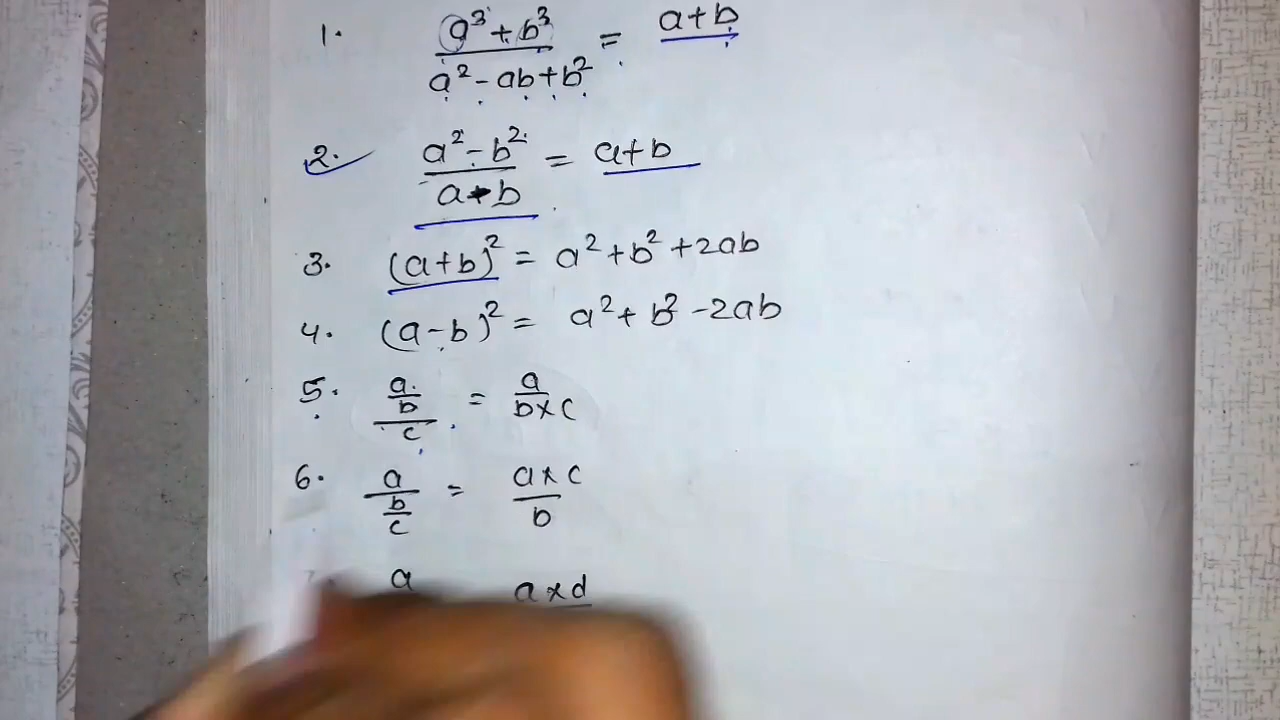 1. a³+b³ / a²-ab+b² = a+b
2. a²-b² / a-b = a+b
3. (a+b)² = a²+b²+2ab
4. (a-b)² = a²+b²-2ab
5. a/b / c = a / b×c
6. a / b/c = a×c / b
a a×d